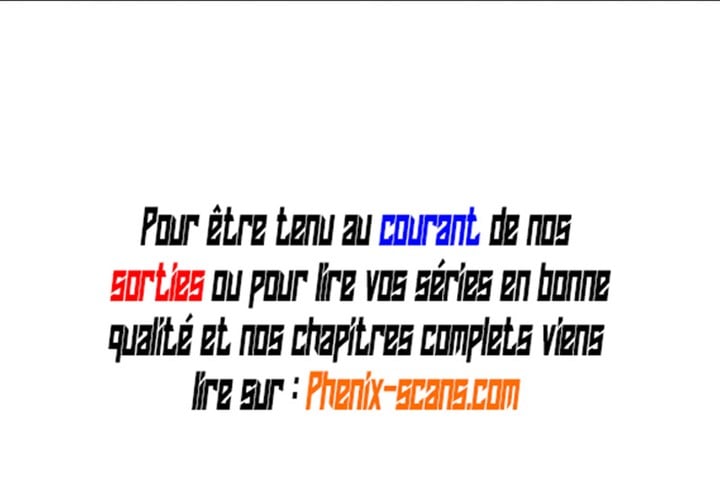 Pour être tenu au courant de nos
sorties ou pour lire vos séries en bonne
qualité et nos chapitres complets viens
lire sur : Phenix-scans.com